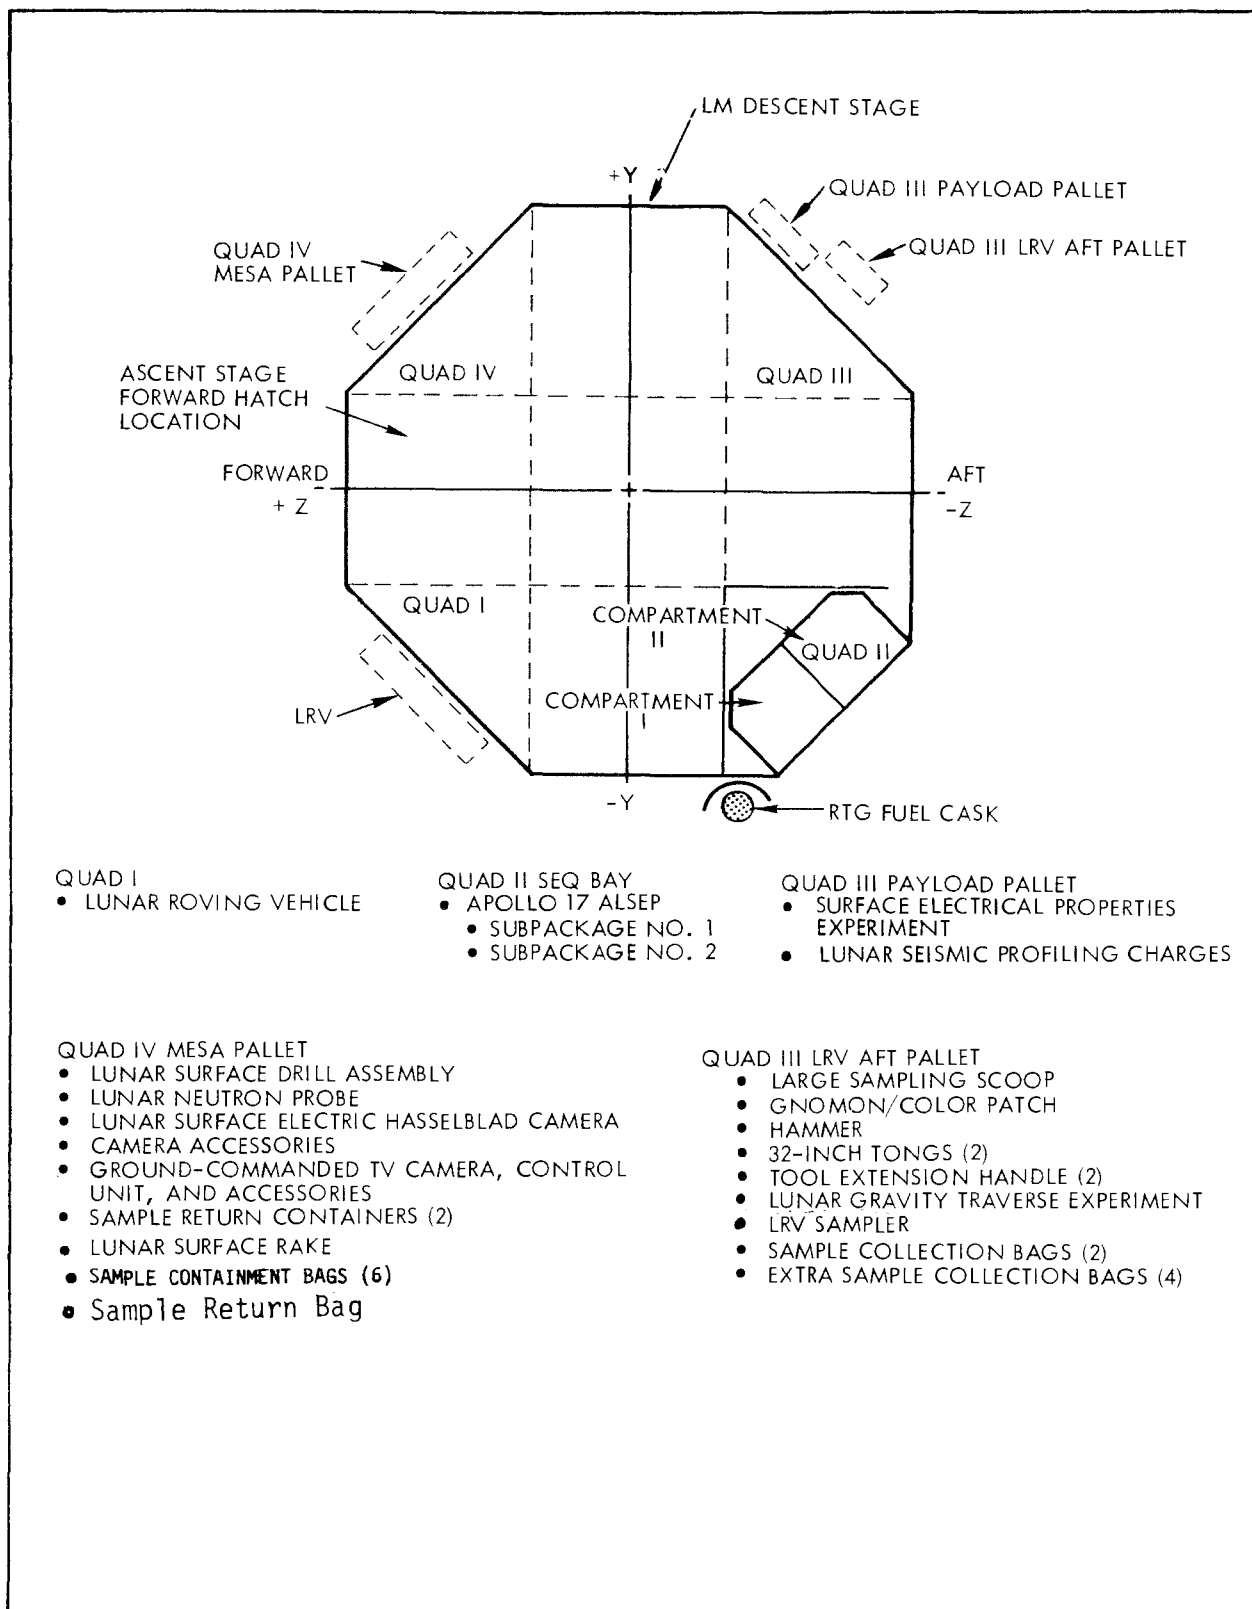 LM DESCENT STAGE
+Y
QUAD III PAYLOAD PALLET
QUAD III LRV AFT PALLET
QUAD IV
MESA PALLET
QUAD IV
QUAD III
ASCENT STAGE
FORWARD HATCH
LOCATION
FORWARD
+ Z
AFT
-Z
QUAD I
COMPARTMENT
II
QUAD II
COMPARTMENT
I
LRV
-Y
RTG FUEL CASK
QUAD I
• LUNAR ROVING VEHICLE
QUAD II SEQ BAY
• APOLLO 17 ALSEP
• SUBPACKAGE NO. 1
• SUBPACKAGE NO. 2
QUAD III PAYLOAD PALLET
• SURFACE ELECTRICAL PROPERTIES
EXPERIMENT
• LUNAR SEISMIC PROFILING CHARGES
QUAD IV MESA PALLET
• LUNAR SURFACE DRILL ASSEMBLY
• LUNAR NEUTRON PROBE
• LUNAR SURFACE ELECTRIC HASSELBLAD CAMERA
• CAMERA ACCESSORIES
• GROUND-COMMANDED TV CAMERA, CONTROL
UNIT, AND ACCESSORIES
• SAMPLE RETURN CONTAINERS (2)
• LUNAR SURFACE RAKE
• SAMPLE CONTAINMENT BAGS (6)
• Sample Return Bag
QUAD III LRV AFT PALLET
• LARGE SAMPLING SCOOP
• GNOMON/COLOR PATCH
• HAMMER
• 32-INCH TONGS (2)
• TOOL EXTENSION HANDLE (2)
• LUNAR GRAVITY TRAVERSE EXPERIMENT
• LRV SAMPLER
• SAMPLE COLLECTION BAGS (2)
• EXTRA SAMPLE COLLECTION BAGS (4)